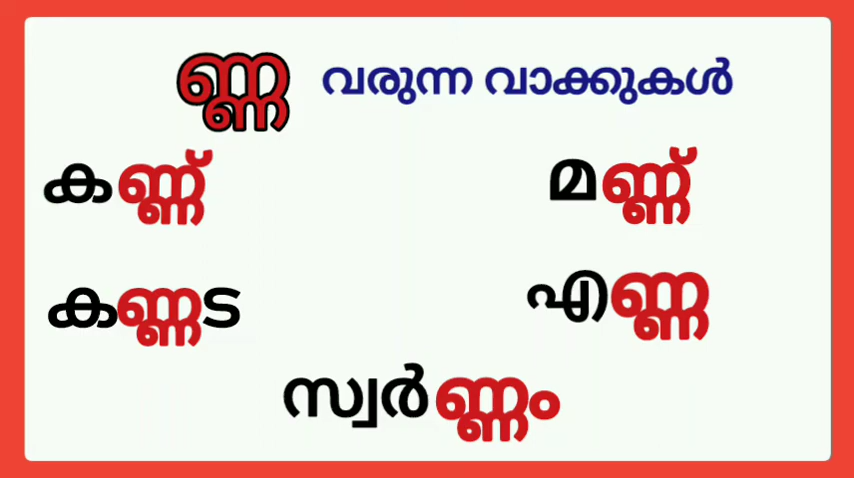 ണ്ണ വരുന്ന വാക്കുകൾ
കണ്ണ് മണ്ണ്
കണ്ണട എണ്ണ
സ്വർണ്ണം